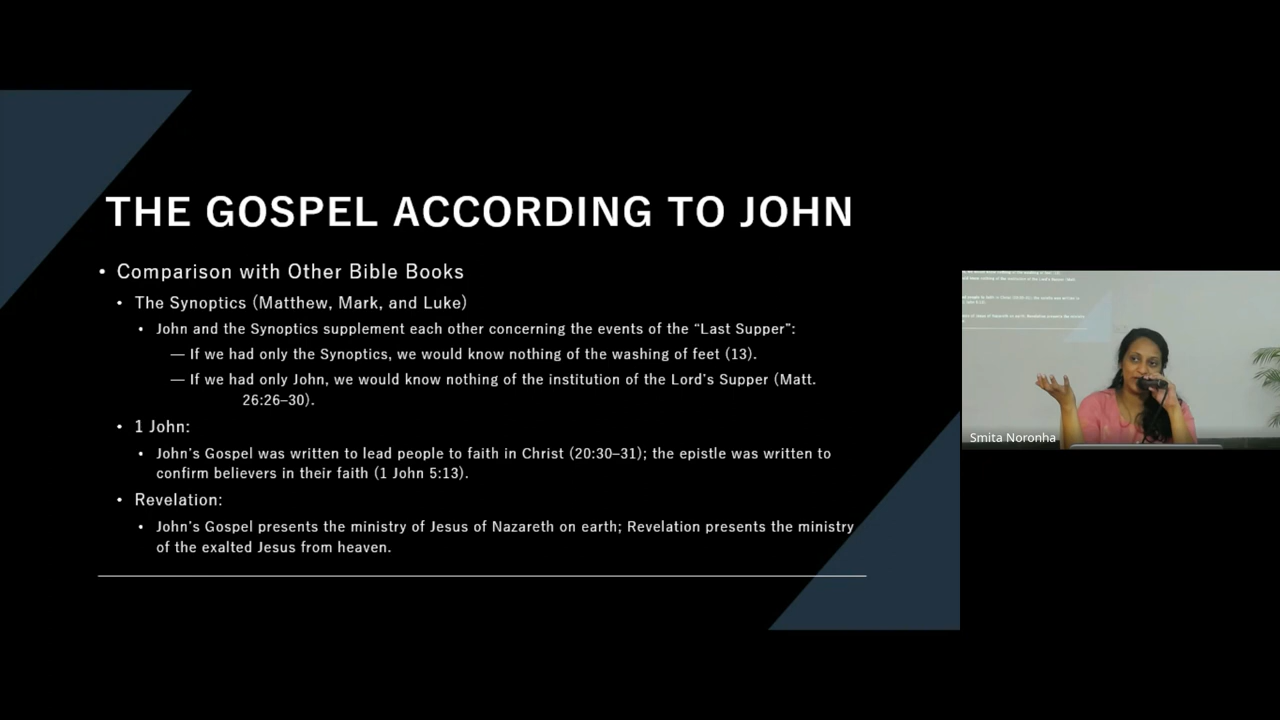 THE GOSPEL ACCORDING TO JOHN
• Comparison with Other Bible Books
• The Synoptics (Matthew, Mark, and Luke)
• John and the Synoptics supplement each other concerning the events of the “Last Supper”:
— If we had only the Synoptics, we would know nothing of the washing of feet (13).
— If we had only John, we would know nothing of the institution of the Lord’s Supper (Matt.
26:26–30).
• 1 John:
• John’s Gospel was written to lead people to faith in Christ (20:30–31); the epistle was written to
confirm believers in their faith (1 John 5:13).
• Revelation:
• John’s Gospel presents the ministry of Jesus of Nazareth on earth; Revelation presents the ministry
of the exalted Jesus from heaven.
Smita Noronha